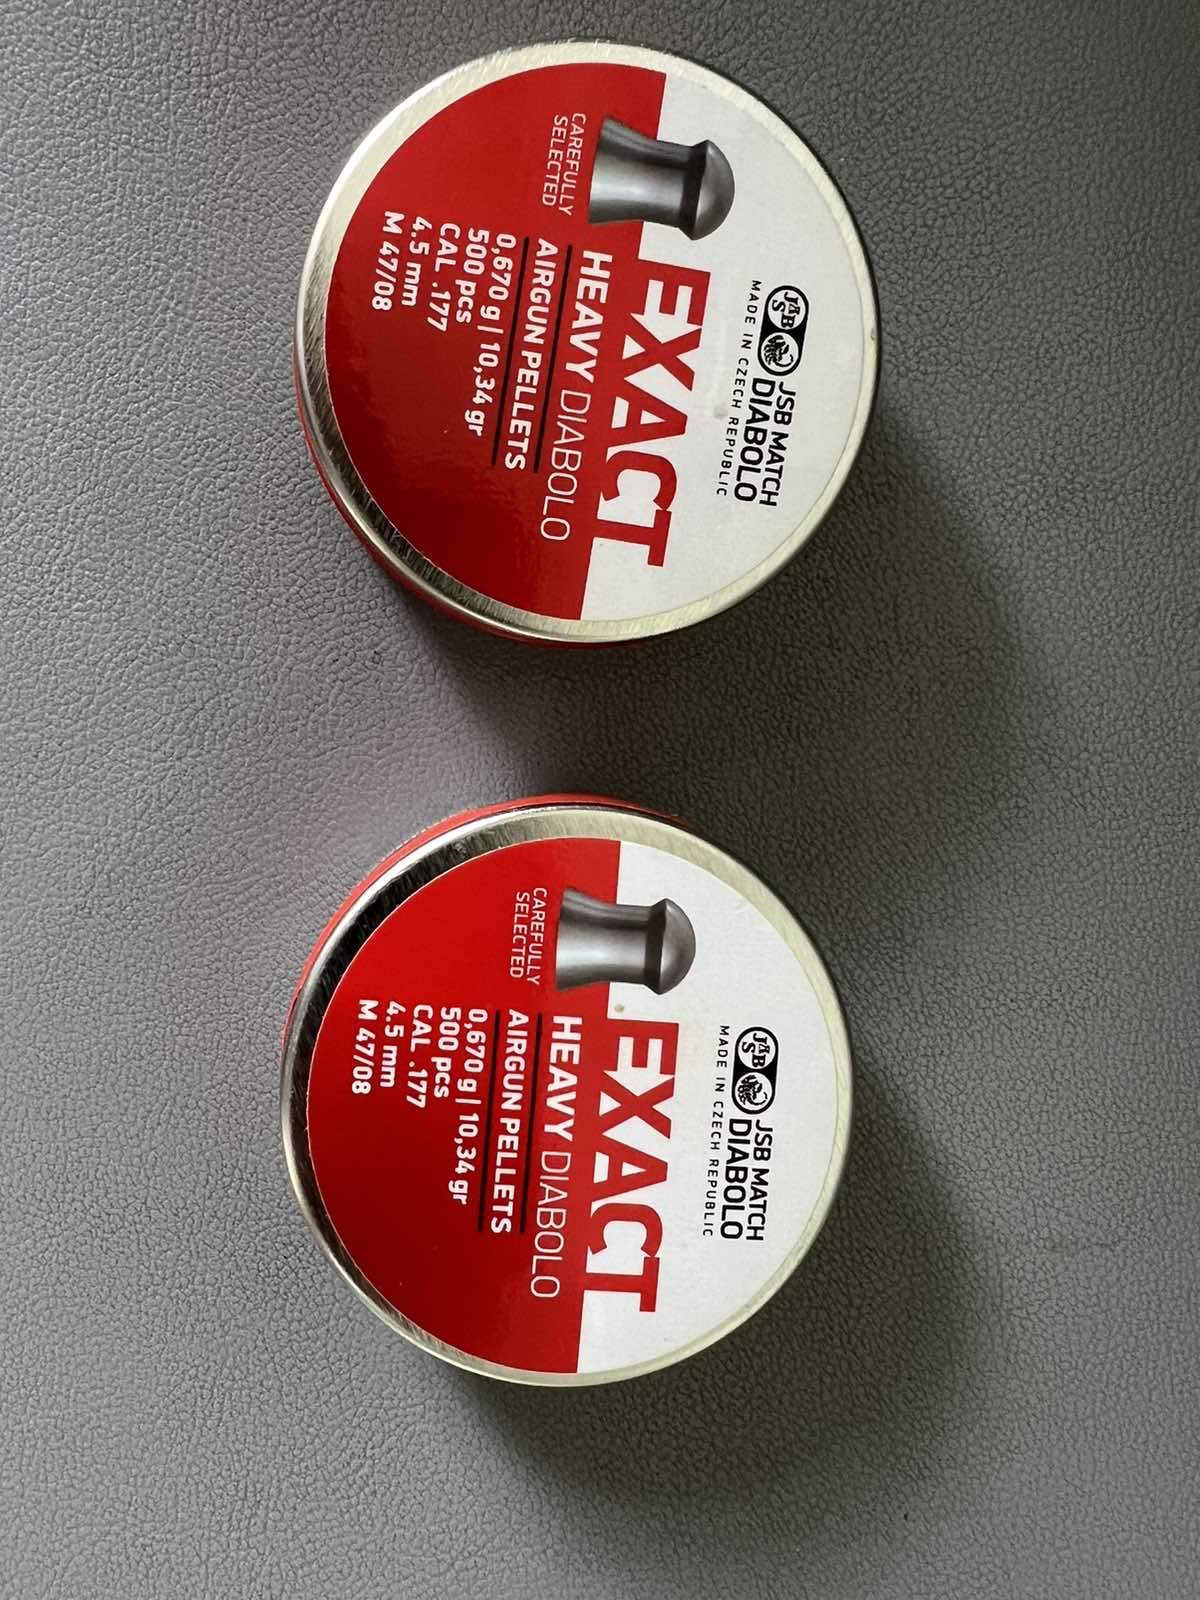 JSB
JSB MATCH
DIABOLO
MADE IN CZECH REPUBLIC
EXACT
HEAVY DIABOLO
AIRGUN PELLETS
0,670 g | 10,34 gr
500 pcs
CAL .177
4.5 mm
M 47/08
CAREFULLY
SELECTED
JSB
JSB MATCH
DIABOLO
MADE IN CZECH REPUBLIC
EXACT
HEAVY DIABOLO
AIRGUN PELLETS
0,670 g | 10,34 gr
500 pcs
CAL .177
4.5 mm
M 47/08
CAREFULLY
SELECTED